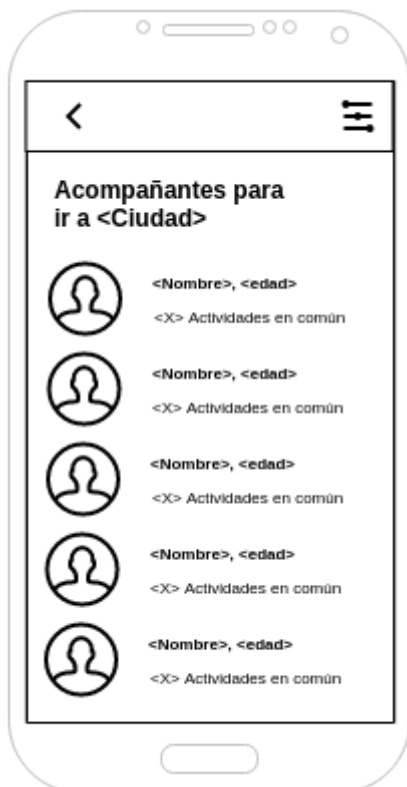 Acompañantes para
ir a <Ciudad>
<Nombre>, <edad>
<X> Actividades en común
<Nombre>, <edad>
<X> Actividades en común
<Nombre>, <edad>
<X> Actividades en común
<Nombre>, <edad>
<X> Actividades en común
<Nombre>, <edad>
<X> Actividades en común